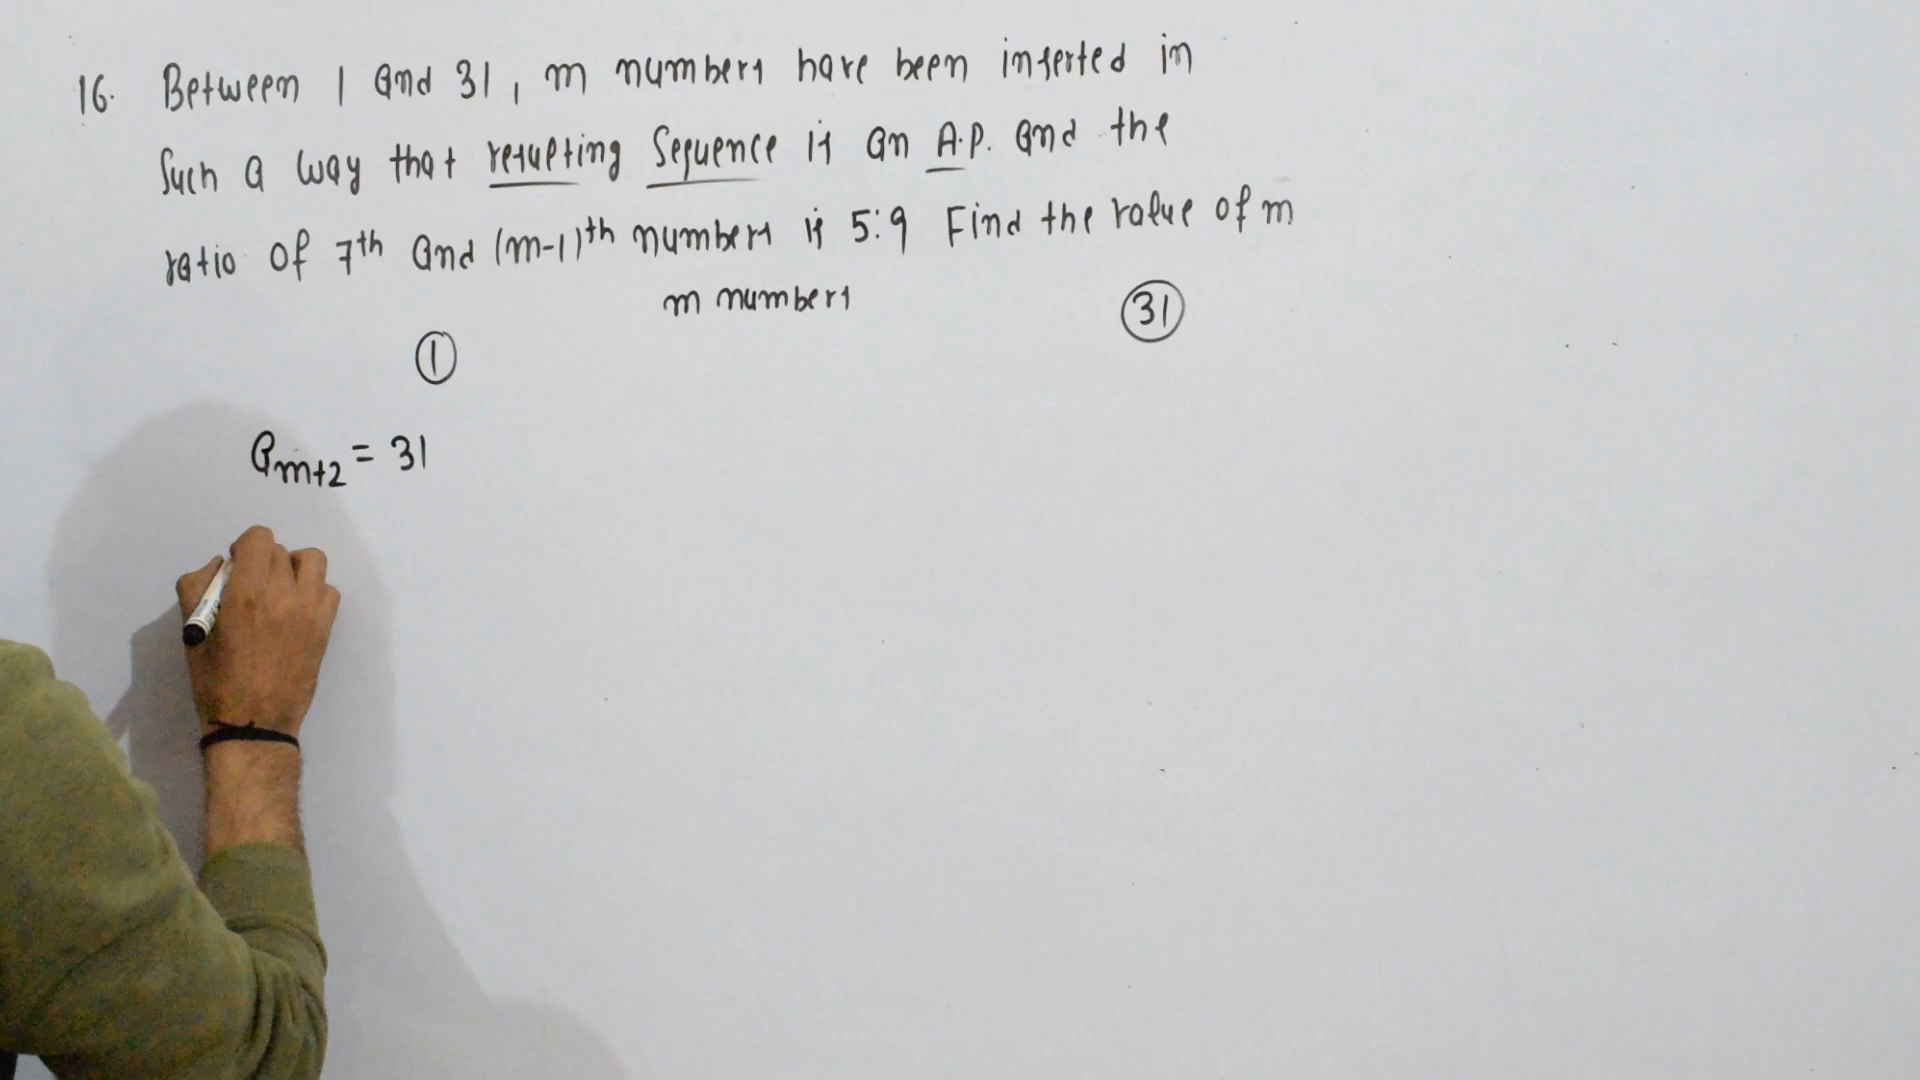 16. Between 1 and 31, m numbers have been inserted in
Such a way that resulting Sequence is an A.P. and the
ratio of 7th and (m-1)th numbers is 5:9 Find the value of m
m numbers
31
1
am+2 = 31